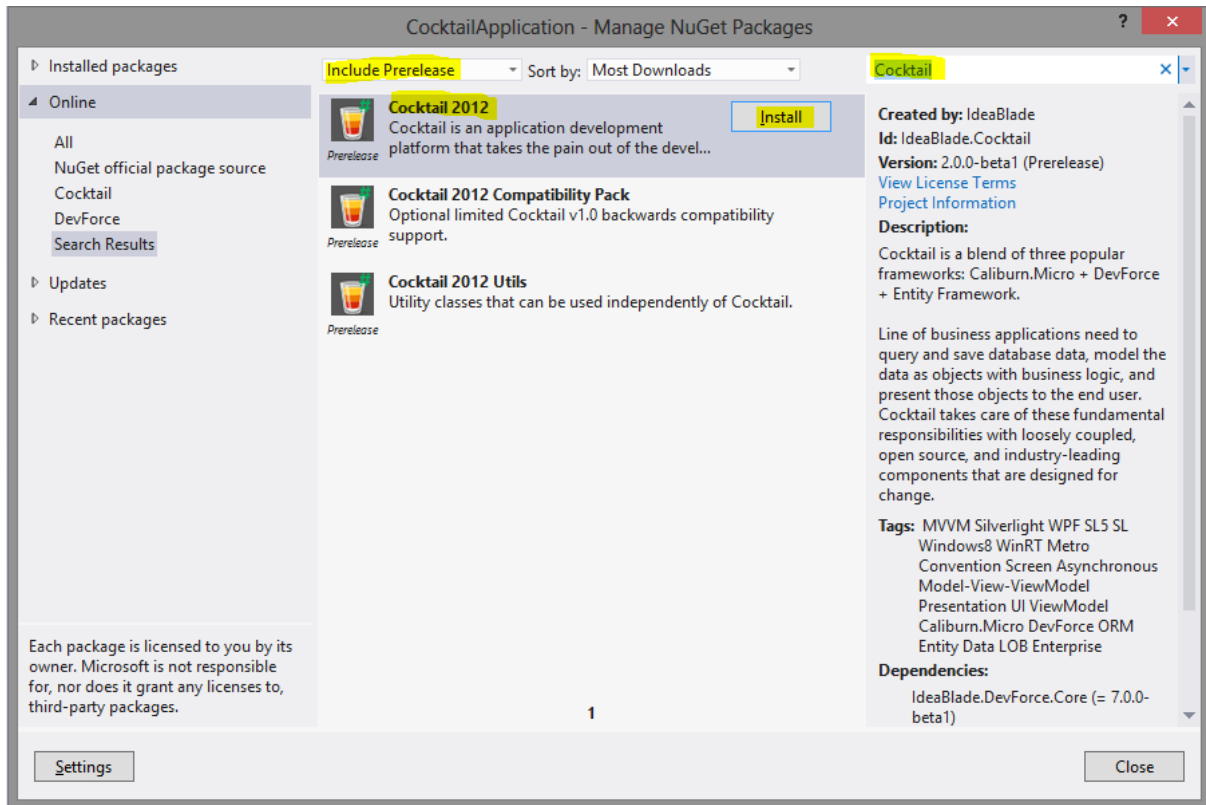 CocktailApplication - Manage NuGet Packages
?
Installed packages
Online
All
NuGet official package source
Cocktail
DevForce
Search Results
Updates
Recent packages
Each package is licensed to you by its
owner. Microsoft is not responsible
for, nor does it grant any licenses to,
third-party packages.
Settings
Include Prerelease
Sort by: Most Downloads
Cocktail 2012
Cocktail is an application development
platform that takes the pain out of the devel...
Prerelease
Install
Cocktail 2012 Compatibility Pack
Optional limited Cocktail v1.0 backwards compatibility
support.
Prerelease
Cocktail 2012 Utils
Utility classes that can be used independently of Cocktail.
Prerelease
1
Cocktail
Created by: IdeaBlade
Id: IdeaBlade.Cocktail
Version: 2.0.0-beta1 (Prerelease)
View License Terms
Project Information
Description:
Cocktail is a blend of three popular
frameworks: Caliburn.Micro + DevForce
+ Entity Framework.
Line of business applications need to
query and save database data, model the
data as objects with business logic, and
present those objects to the end user.
Cocktail takes care of these fundamental
responsibilities with loosely coupled,
open source, and industry-leading
components that are designed for
change.
Tags: MVVM Silverlight WPF SL5 SL
Windows8 WinRT Metro
Convention Screen Asynchronous
Model-View-ViewModel
Presentation UI ViewModel
Caliburn.Micro DevForce ORM
Entity Data LOB Enterprise
Dependencies:
IdeaBlade.DevForce.Core (= 7.0.0-
beta1)
Close